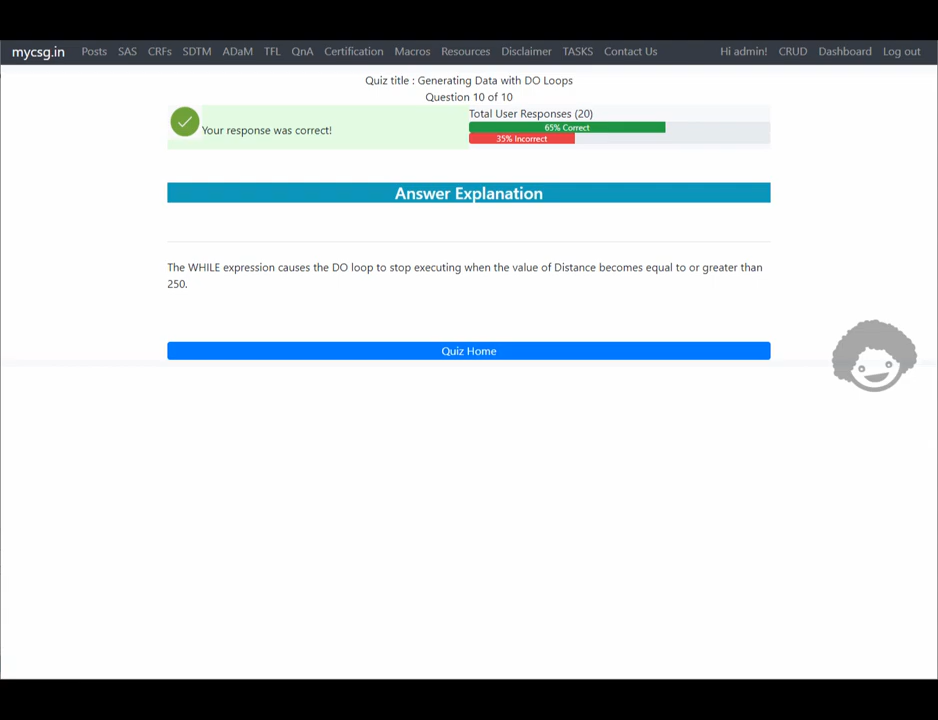 mycsg.in Posts SAS CRFs SDTM ADaM TFL QnA Certification Macros Resources Disclaimer TASKS Contact Us Hi admin! CRUD Dashboard Log out
Quiz title : Generating Data with DO Loops
Question 10 of 10
Your response was correct!
Total User Responses (20)
65% Correct
35% Incorrect
Answer Explanation
The WHILE expression causes the DO loop to stop executing when the value of Distance becomes equal to or greater than
250.
Quiz Home